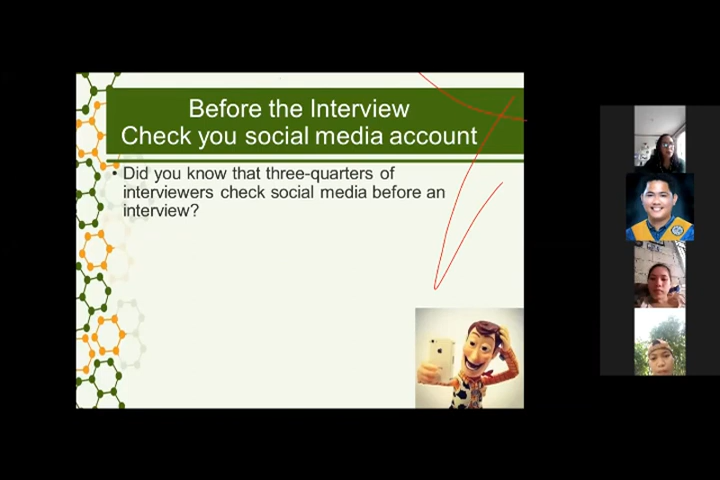 Before the Interview
Check you social media account
• Did you know that three-quarters of
interviewers check social media before an
interview?